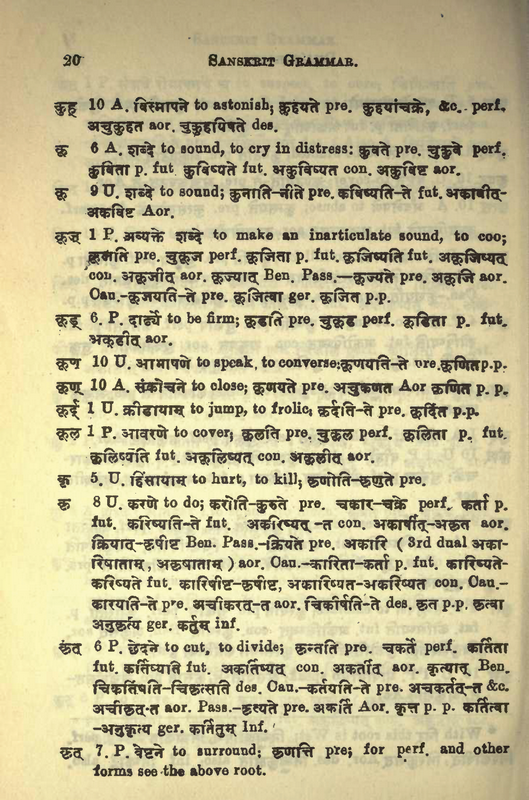 20 SANSKRIT GRAMMAR.
कुह् 10 A. विस्मापने to astonish; कुहयते pre. कुहयांचक्रे, &c. perf.
अचुकुहत aor. चुकुहयिषते des.
कू 6 A. शब्दे to sound, to cry in distress: कुवते pre. चुकुवे perf.
कुविता p. fut. कुविष्यते fut. अकुविष्यत con. अकुविष्ट aor.
कू 9 U. शब्दे to sound; कुनाति-नीते pre. कविष्यति-ते fut. अकावीत्-
अकविष्ट Aor.
कूज् 1 P. अव्यक्ते शब्दे to make an inarticulate sound, to coo;
कूजति pre. चुकूज perf. कूजिता p. fut. कूजिष्यति fut. अकूजिष्यत्
con. अकूजीत् aor. कूज्यात् Ben. Pass.—कूज्यते pre. अकूजि aor.
Cau.-कूजयति-ते pre. कूजित्वा ger. कूजित p.p.
कूड् 6. P. दार्ढ्ये to be firm; कूडति pre. चुकूड perf. कूडिता p. fut.
अकूडीत् aor.
कूण 10 U. आभाषणे to speak, to converse;कूणयति-ते pre.कूणितp.p.
कूण् 10 A. संकोचने to close; कूणयते pre. अचुकूणत Aor कूणित p. p.
कूर्द् 1 U. क्रीडायाम् to jump, to frolic; कूर्दति-ते pre. कूर्दित p.p.
कूल 1 P. आवरणे to cover; कूलति pre. चुकूल perf. कूलिता p. fut.
कूलिष्यति fut. अकूलिष्यत् con. अकूलीत् aor.
कृ 5. U. हिंसायाम् to hurt, to kill; कृणोति-कृणुते pre.
कृ 8 U. करणे to do; करोति-कुरुते pre. चकार-चक्रे perf. कर्ता p.
fut. करिष्यति-ते fut. अकरिष्यत् -त con. अकार्षीत्-अकृत aor.
क्रियात्-कृषीष्ट Ben. Pass.-क्रियते pre. अकारि ( 3rd dual अका-
रिषाताम्, अकृषाताम् ) aor. Cau.-कारिता-कर्ता p. fut. कारिष्यते-
करिष्यते fut. कारिषीष्ट-कृषीष्ट, अकारिष्यत-अकरिष्यत con. Cau.-
कारयति-ते pre. अचीकरत्-त aor. चिकीर्षति-ते des. कृत p.p. कृत्वा
अनुकृत्य ger. कर्तुम् inf.
कृंत् 6 P. छेदने to cut, to divide; कृन्तति pre. चकर्त perf. कर्तिता
fut. कर्तिष्यति fut. अकर्तिष्यत् con. अकर्तीत् aor. कृत्यात् Ben.
चिकर्तिषति-चिकृत्सति des. Cau.-कर्तयति-ते pre. अचकर्तत्-त &c.
अचीकृतत्-त aor. Pass.-कृत्यते pre. अकर्ति Aor. कृत्त p. p. कर्तित्वा
-अनुकृत्य ger. कर्तितुम् Inf.
कृत् 7. P. वेष्टने to surround; कृणत्ति pre; for perf. and other
forms see the above root.